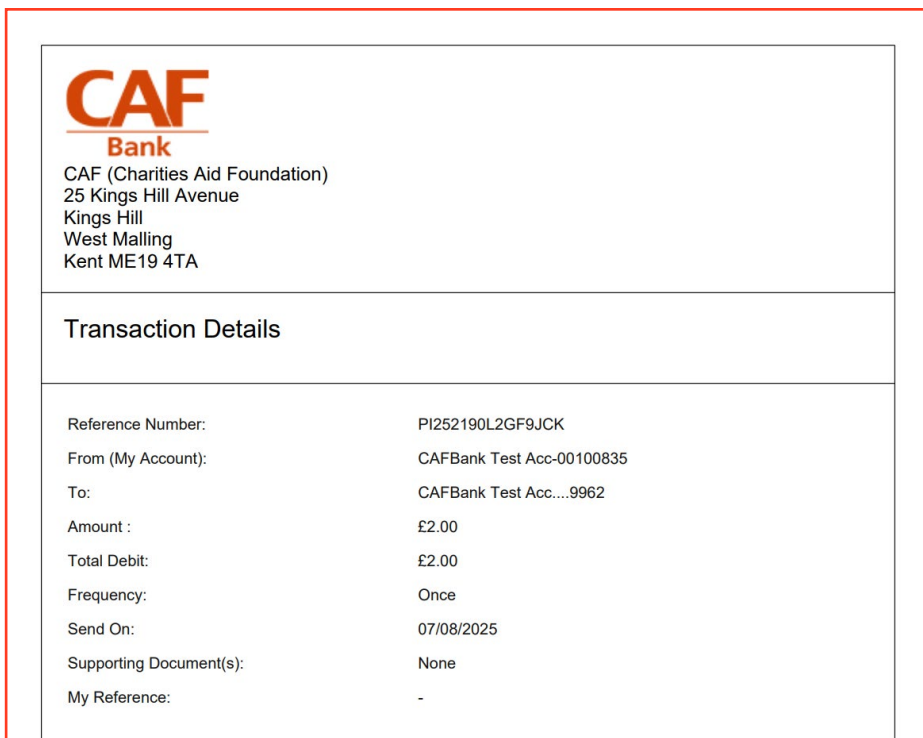 CAF
Bank
CAF (Charities Aid Foundation)
25 Kings Hill Avenue
Kings Hill
West Malling
Kent ME19 4TA
Transaction Details
Reference Number: PI252190L2GF9JCK
From (My Account): CAFBank Test Acc-00100835
To: CAFBank Test Acc....9962
Amount : £2.00
Total Debit: £2.00
Frequency: Once
Send On: 07/08/2025
Supporting Document(s): None
My Reference: -